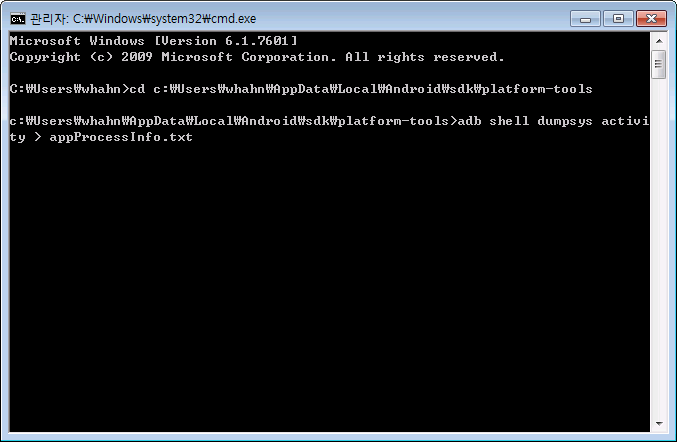 관리자: C:₩Windows₩system32₩cmd.exe
Microsoft Windows [Version 6.1.7601]
Copyright (c) 2009 Microsoft Corporation. All rights reserved.
C:₩Users₩whahn>cd c:₩Users₩whahn₩AppData₩Local₩Android₩sdk₩platform-tools
c:₩Users₩whahn₩AppData₩Local₩Android₩sdk₩platform-tools>adb shell dumpsys activi
ty > appProcessInfo.txt